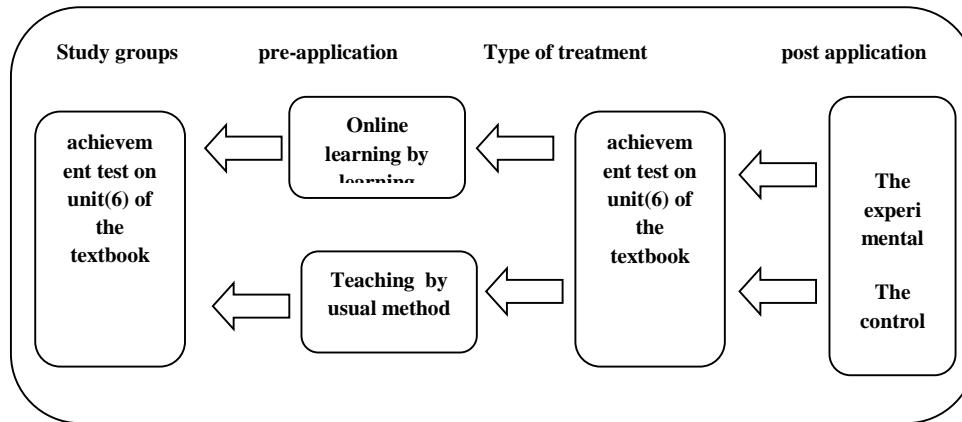 Study groups
pre-application
Type of treatment
post application
achievem
ent test on
unit(6) of
the
textbook
Online
learning by
learning
Teaching by
usual method
achievem
ent test on
unit(6) of
the
textbook
The
experi
mental
The
control